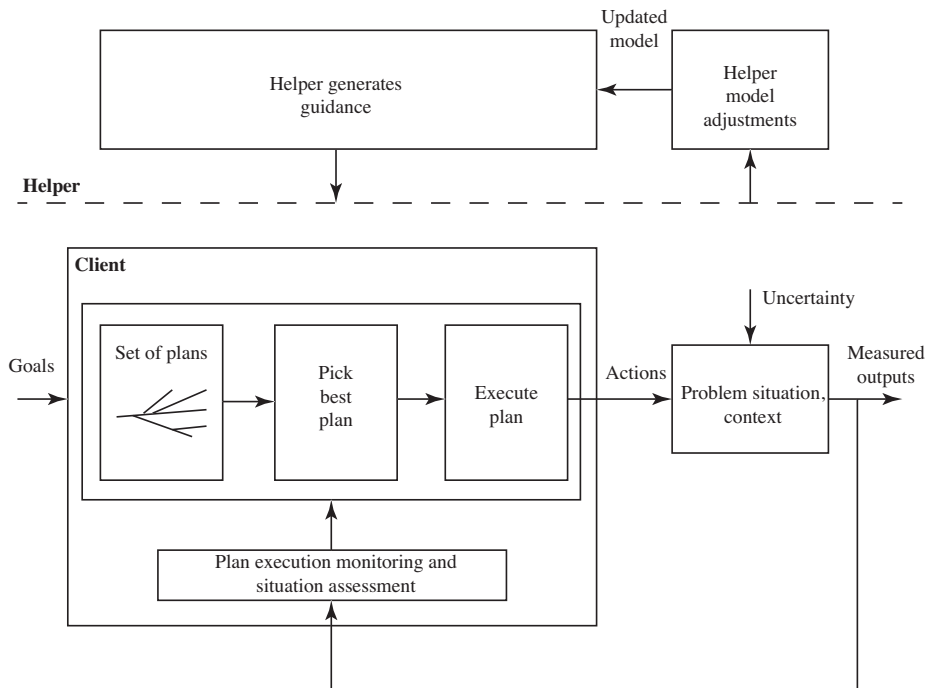 Updated
model
Helper generates
guidance
Helper
model
adjustments
Helper
Client
Uncertainty
Goals
Set of plans
Pick
best
plan
Execute
plan
Actions
Problem situation,
context
Measured
outputs
Plan execution monitoring and
situation assessment